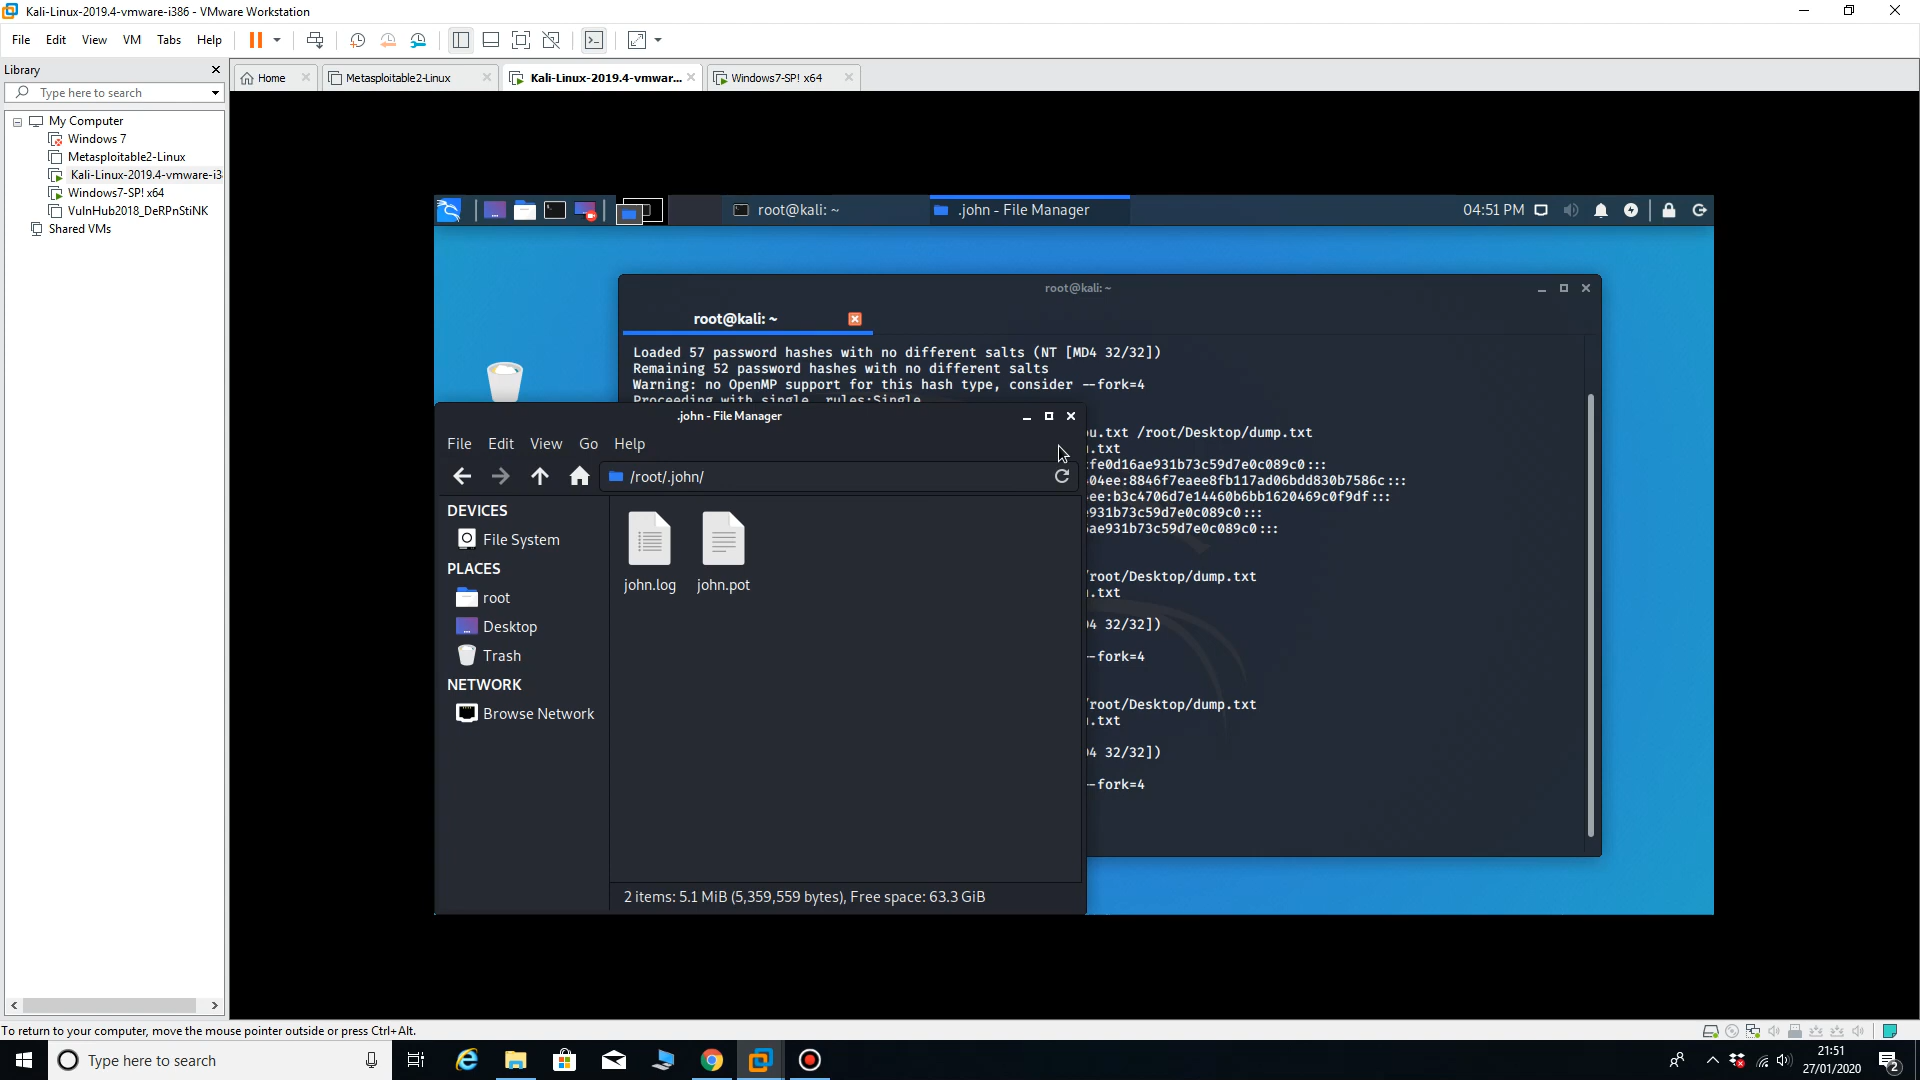 Kali-Linux-2019.4-vmware-i386 - VMware Workstation
File Edit View VM Tabs Help
Library
Type here to search
Home
Metasploitable2-Linux
Kali-Linux-2019.4-vmwar...
Windows7-SP! x64
My Computer
Windows 7
Metasploitable2-Linux
Kali-Linux-2019.4-vmware-i3
Windows7-SP! x64
VulnHub2018_DeRPnStiNK
Shared VMs
root@kali: ~
.john - File Manager
04:51 PM
root@kali: ~
root@kali: ~
Loaded 57 password hashes with no different salts (NT [MD4 32/32])
Remaining 52 password hashes with no different salts
Warning: no OpenMP support for this hash type, consider --fork=4
Proceeding with single, rules:Single
u.txt /root/Desktop/dump.txt
.txt
fe0d16ae931b73c59d7e0c089c0:::
04ee:8846f7eaee8fb117ad06bdd830b7586c:::
ee:b3c4706d7e14460b6bb1620469c0f9df:::
931b73c59d7e0c089c0:::
ae931b73c59d7e0c089c0:::
/root/Desktop/dump.txt
.txt
4 32/32])
-fork=4
/root/Desktop/dump.txt
.txt
4 32/32])
-fork=4
.john - File Manager
File Edit View Go Help
/root/.john/
DEVICES
File System
PLACES
root
Desktop
Trash
NETWORK
Browse Network
john.log
john.pot
2 items: 5.1 MiB (5,359,559 bytes), Free space: 63.3 GiB
To return to your computer, move the mouse pointer outside or press Ctrl+Alt.
Type here to search
21:51
27/01/2020
2